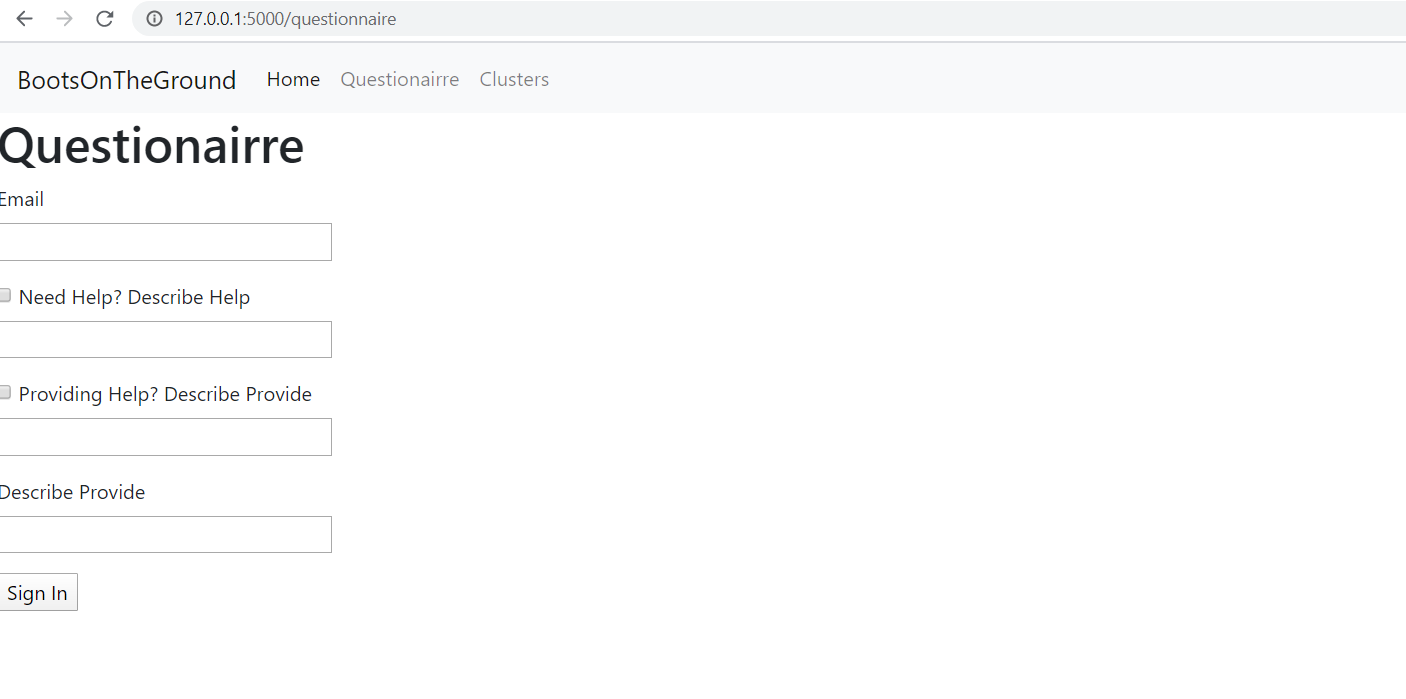 127.0.0.1:5000/questionnaire
BootsOnTheGround Home Questionairre Clusters
Questionairre
Email
Need Help? Describe Help
Providing Help? Describe Provide
Describe Provide
Sign In